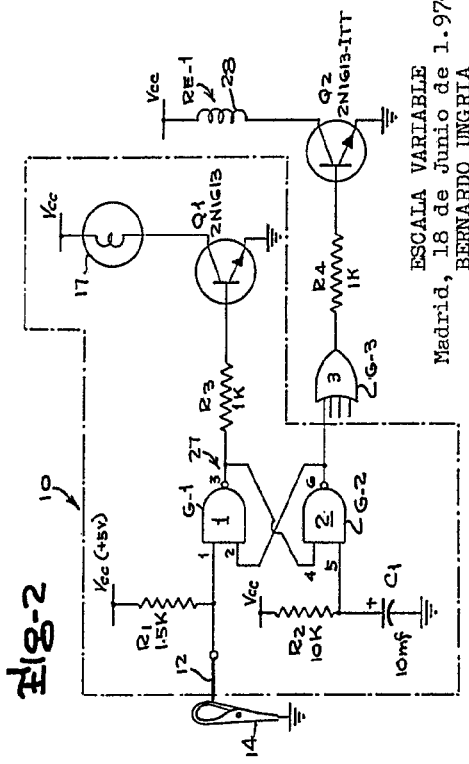 Fig-2
10
Vcc (+5v)
R1
1.5K
12
14
Vcc
R2
10K
C1
+
10mf
G-1
1
1
2
3
27
R3
1K
17
Vcc
Q1
2N1613
4
5
6
2
G-2
3
G-3
R4
1K
Vcc
RE-1
28
Q2
2N1613-ITT
ESCALA VARIABLE
Madrid, 18 de Junio de 1.97
BERNARDO UNGRIA